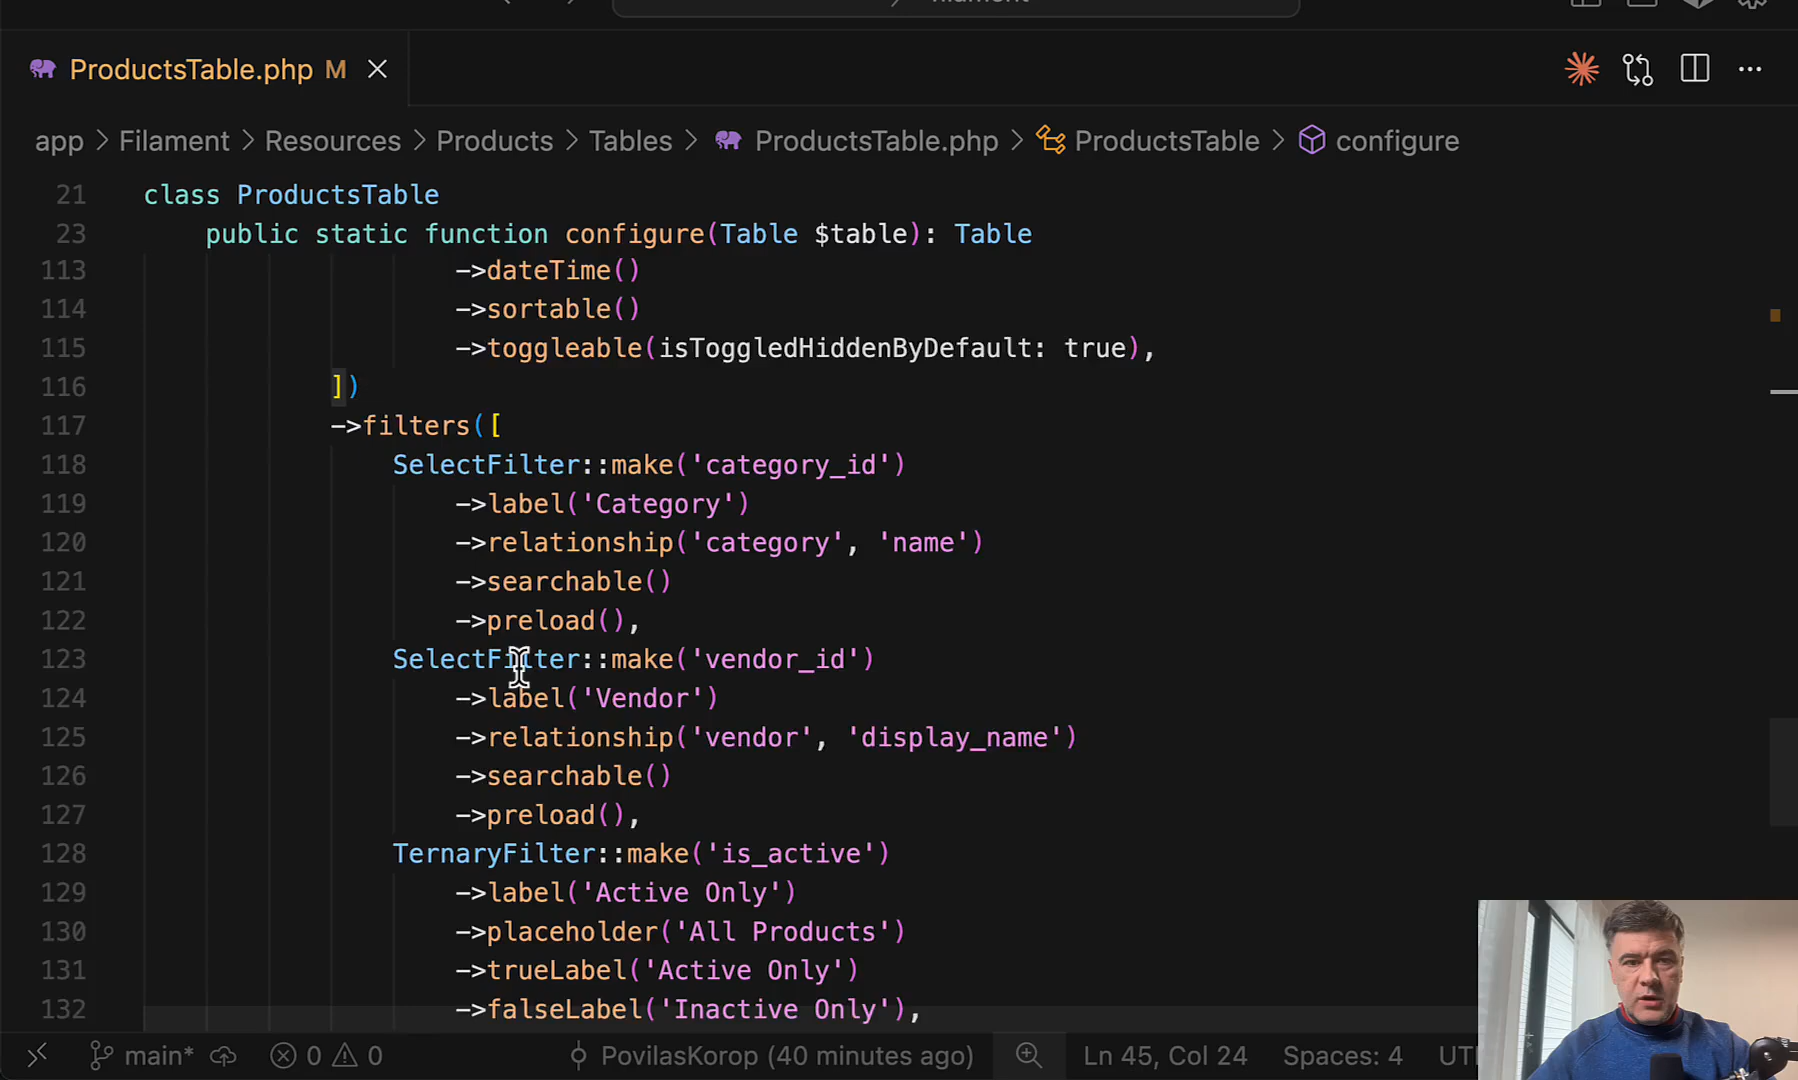 filament
ProductsTable.php M
app > Filament > Resources > Products > Tables > ProductsTable.php > ProductsTable > configure
21 class ProductsTable
23 public static function configure(Table $table): Table
113 ->dateTime()
114 ->sortable()
115 ->toggleable(isToggledHiddenByDefault: true),
116 ])
117 ->filters([
118 SelectFilter::make('category_id')
119 ->label('Category')
120 ->relationship('category', 'name')
121 ->searchable()
122 ->preload(),
123 SelectFilter::make('vendor_id')
124 ->label('Vendor')
125 ->relationship('vendor', 'display_name')
126 ->searchable()
127 ->preload(),
128 TernaryFilter::make('is_active')
129 ->label('Active Only')
130 ->placeholder('All Products')
131 ->trueLabel('Active Only')
132 ->falseLabel('Inactive Only'),
main* 0 0 PovilasKorop (40 minutes ago) Ln 45, Col 24 Spaces: 4 UT